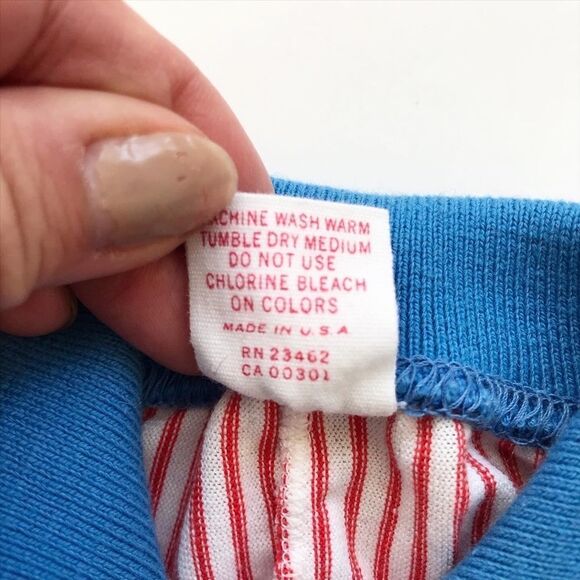 MACHINE WASH WARM
TUMBLE DRY MEDIUM
DO NOT USE
CHLORINE BLEACH
ON COLORS
MADE IN U.S.A
RN 23462
CA 00301